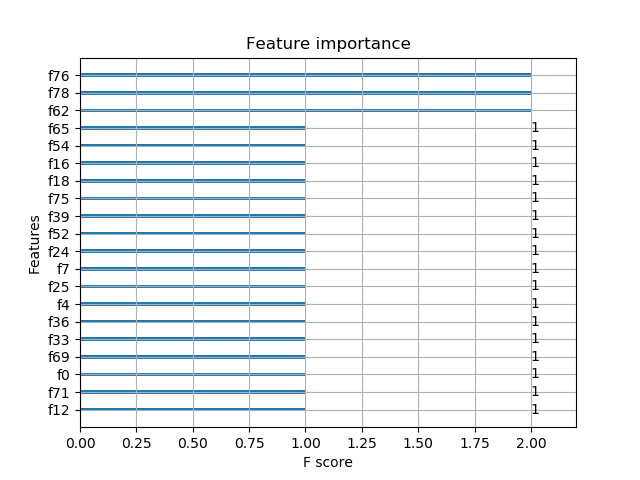 Feature importance
Features
f76
f78
f62
f65 1
f54 1
f16 1
f18 1
f75 1
f39 1
f52 1
f24 1
f7 1
f25 1
f4 1
f36 1
f33 1
f69 1
f0 1
f71 1
f12 1
0.00 0.25 0.50 0.75 1.00 1.25 1.50 1.75 2.00
F score